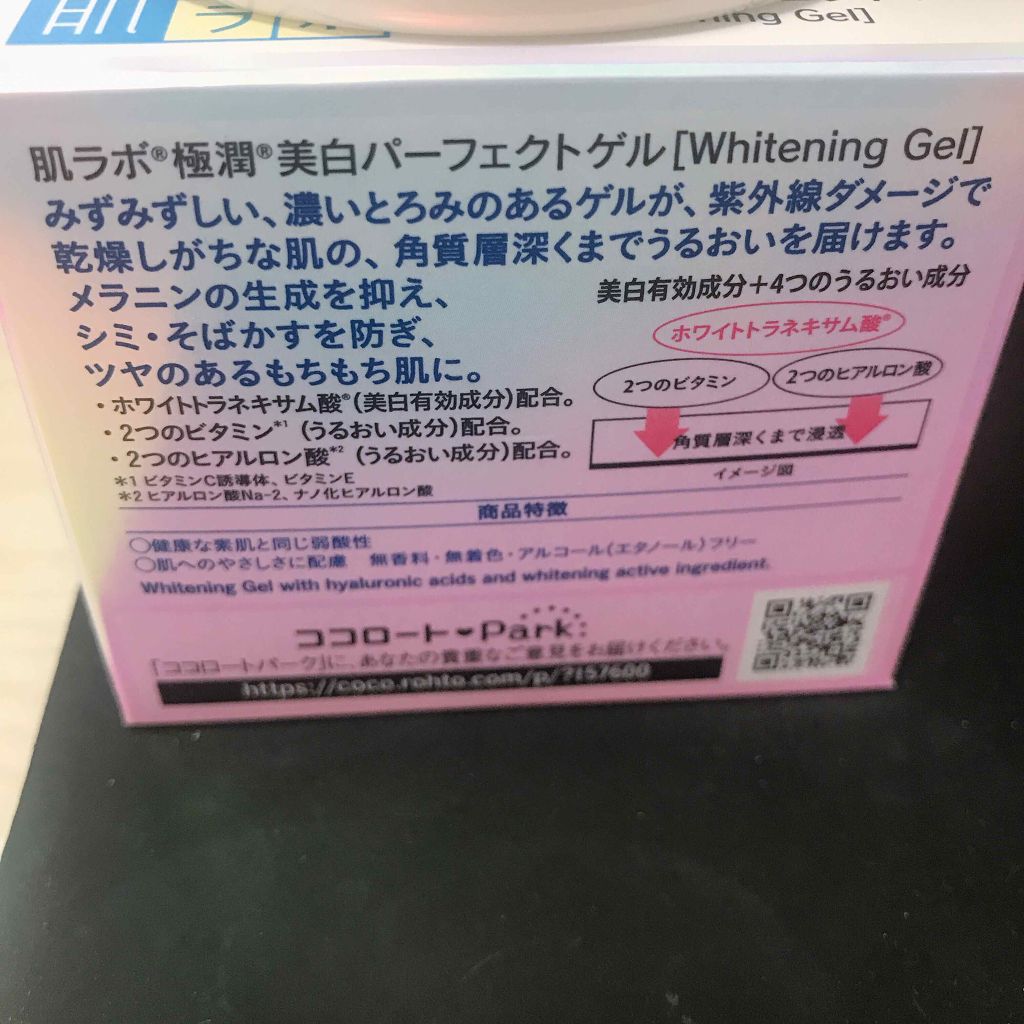 肌ラボ
ning Gel]
肌ラボ®極潤®美白パーフェクトゲル[Whitening Gel]
みずみずしい、濃いとろみのあるゲルが、紫外線ダメージで
乾燥しがちな肌の、角質層深くまでうるおいを届けます。
メラニンの生成を抑え、
シミ・そばかすを防ぎ、
ツヤのあるもちもち肌に。
・ホワイトトラネキサム酸®(美白有効成分)配合。
・2つのビタミン*1 (うるおい成分)配合。
・2つのヒアルロン酸*2 (うるおい成分)配合。
*1 ビタミンC誘導体、ビタミンE
*2 ヒアルロン酸Na-2、ナノ化ヒアルロン酸
美白有効成分+4つのうるおい成分
ホワイトトラネキサム酸®
2つのビタミン
2つのヒアルロン酸
角質層深くまで浸透
イメージ図
商品特徴
○健康な素肌と同じ弱酸性
○肌へのやさしさに配慮 無香料・無着色・アルコール(エタノール)フリー
Whitening Gel with hyaluronic acids and whitening active ingredient.
ココロートPark
「ココロートパーク」に、あなたの貴重なご意見をお届けください。
https://coco.rohto.com/p/?157600